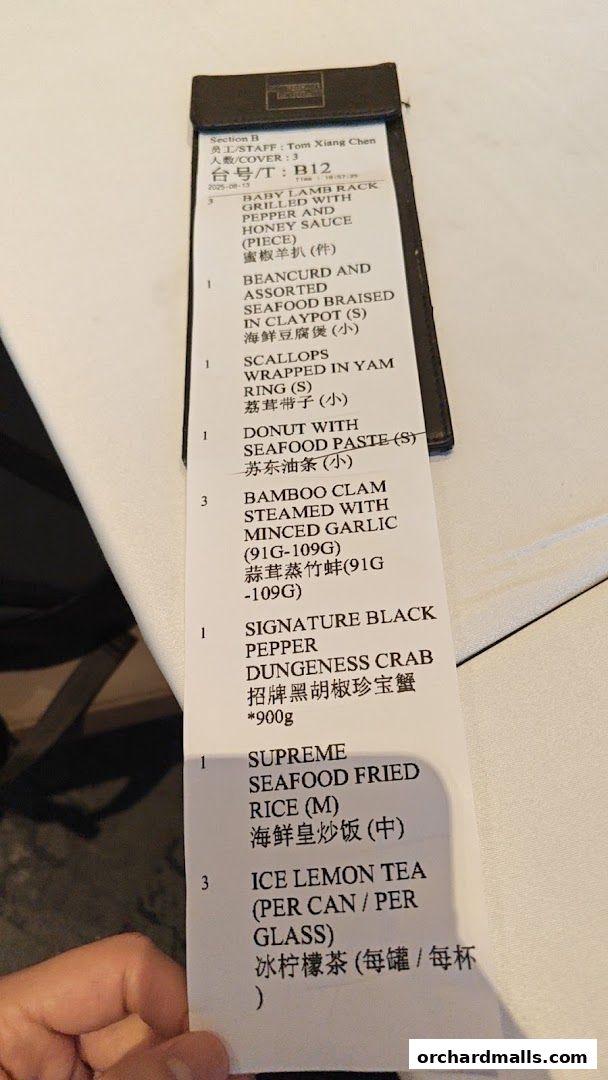 Section B
员工/STAFF : Tom Xiang Chen
人数/COVER : 3
台号/T : B12
2025-08-13 TIME : 18:57:29
3 BABY LAMB RACK
GRILLED WITH
PEPPER AND
HONEY SAUCE
(PIECE)
蜜椒羊扒 (件)
1 BEANCURD AND
ASSORTED
SEAFOOD BRAISED
IN CLAYPOT (S)
海鲜豆腐煲 (小)
1 SCALLOPS
WRAPPED IN YAM
RING (S)
荔茸带子 (小)
1 DONUT WITH
SEAFOOD PASTE (S)
苏东油条 (小)
3 BAMBOO CLAM
STEAMED WITH
MINCED GARLIC
(91G-109G)
蒜茸蒸竹蚌(91G
-109G)
1 SIGNATURE BLACK
PEPPER
DUNGENESS CRAB
招牌黑胡椒珍宝蟹
*900g
1 SUPREME
SEAFOOD FRIED
RICE (M)
海鲜皇炒饭 (中)
3 ICE LEMON TEA
(PER CAN / PER
GLASS)
冰柠檬茶 (每罐 / 每杯
)
orchardmalls.com